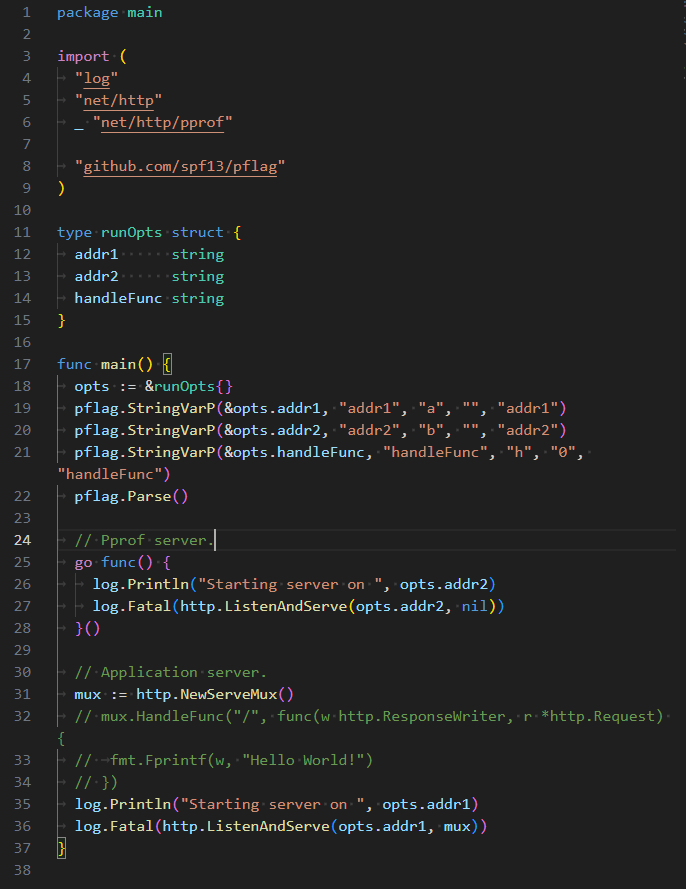 1 package main
2
3 import (
4 "log"
5 "net/http"
6 _ "net/http/pprof"
7
8 "github.com/spf13/pflag"
9 )
10
11 type runOpts struct {
12 addr1 string
13 addr2 string
14 handleFunc string
15 }
16
17 func main() {
18 opts := &runOpts{}
19 pflag.StringVarP(&opts.addr1, "addr1", "a", "", "addr1")
20 pflag.StringVarP(&opts.addr2, "addr2", "b", "", "addr2")
21 pflag.StringVarP(&opts.handleFunc, "handleFunc", "h", "0",
"handleFunc")
22 pflag.Parse()
23
24 // Pprof server.
25 go func() {
26 log.Println("Starting server on ", opts.addr2)
27 log.Fatal(http.ListenAndServe(opts.addr2, nil))
28 }()
29
30 // Application server.
31 mux := http.NewServeMux()
32 // mux.HandleFunc("/", func(w http.ResponseWriter, r *http.Request)
{
33 // fmt.Fprintf(w, "Hello World!")
34 // })
35 log.Println("Starting server on ", opts.addr1)
36 log.Fatal(http.ListenAndServe(opts.addr1, mux))
37 }
38